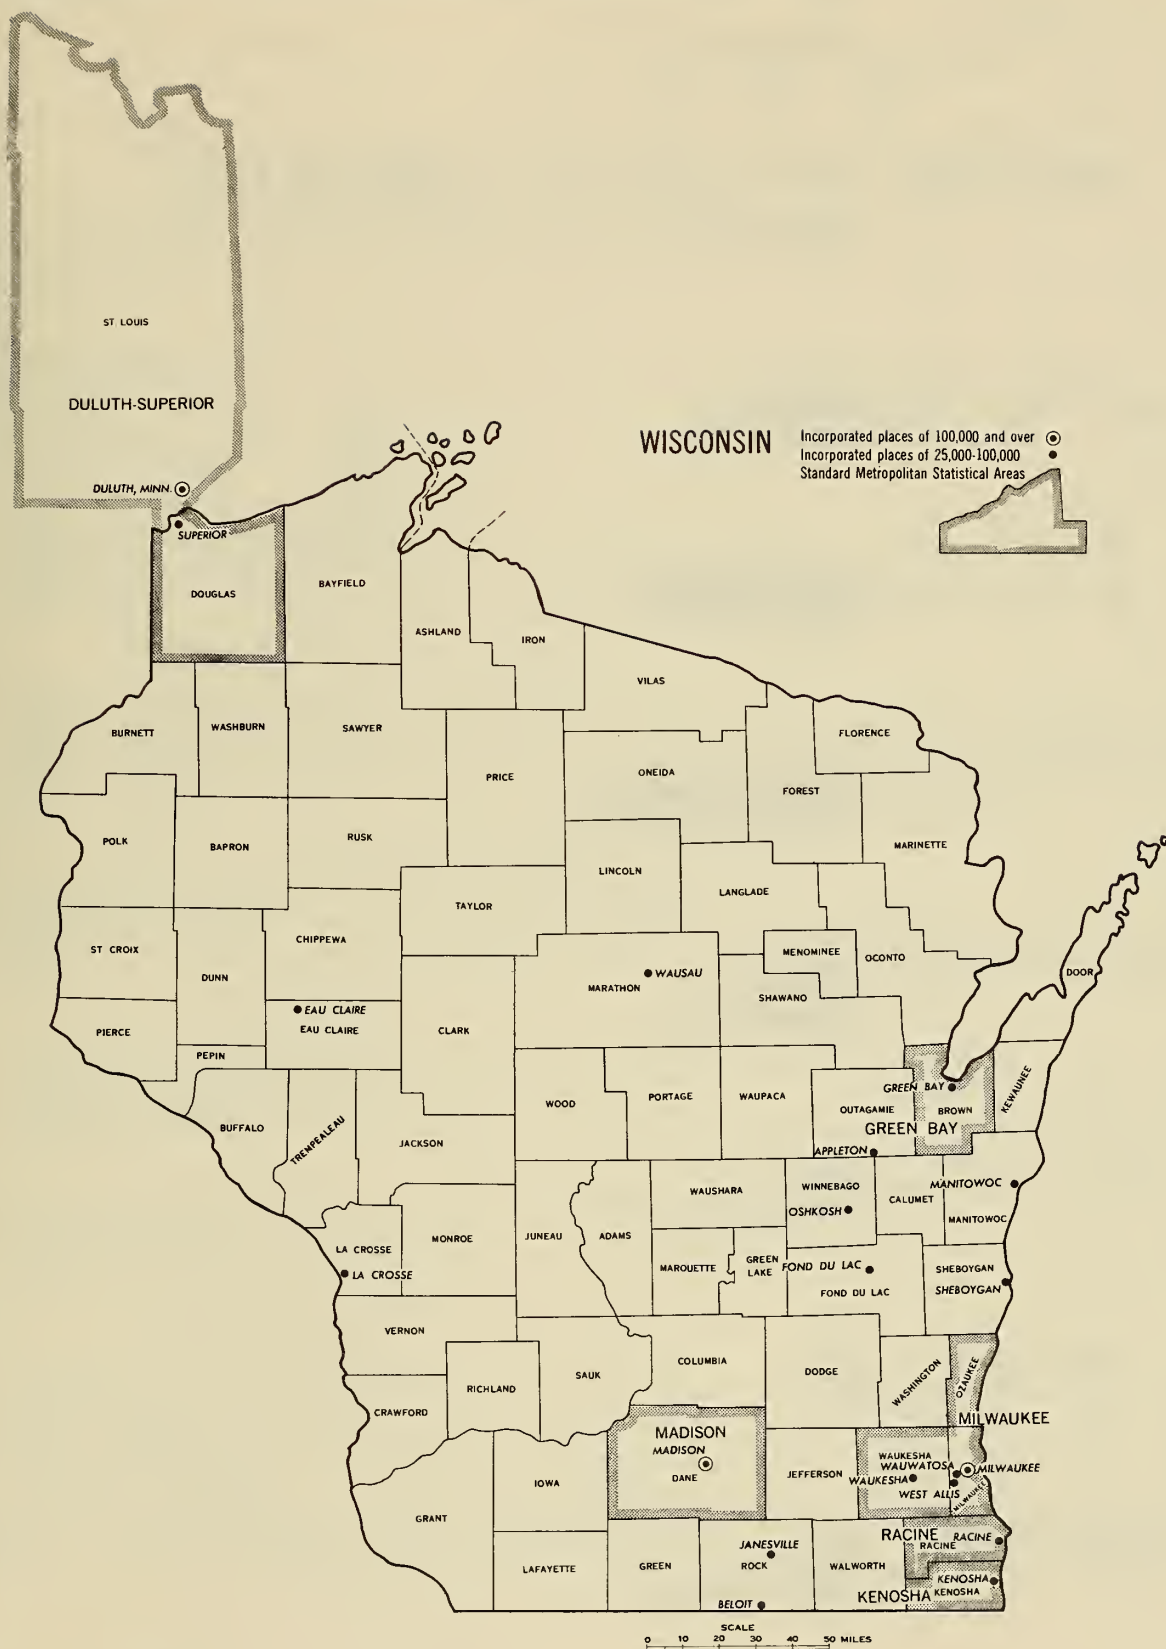 ST. LOUIS
DULUTH-SUPERIOR
DULUTH, MINN.
WISCONSIN
Incorporated places of 100,000 and over
Incorporated places of 25,000-100,000
Standard Metropolitan Statistical Areas
SUPERIOR
DOUGLAS
BAYFIELD
ASHLAND
IRON
VILAS
BURNETT
WASHBURN
SAWYER
PRICE
ONEIDA
FOREST
FLORENCE
POLK
BAPRON
RUSK
LINCOLN
LANGLADE
MARINETTE
TAYLOR
ST CROIX
DUNN
CHIPPEWA
MENOMINEE
OCONTO
DOOR
WAUSAU
MARATHON
SHAWANO
EAU CLAIRE
EAU CLAIRE
CLARK
PIERCE
PEPIN
WOOD
PORTAGE
WAUPACA
OUTAGAMIE
GREEN BAY
BROWN
GREEN BAY
KEWAUNEE
BUFFALO
TREMPEALEAU
JACKSON
APPLETON
WAUSHARA
WINNEBAGO
OSHKOSH
CALUMET
MANITOWOC
MANITOWOC
LA CROSSE
LA CROSSE
MONROE
JUNEAU
ADAMS
MAROUETTE
GREEN
LAKE
FOND DU LAC
FOND DU LAC
SHEBOYGAN
SHEBOYGAN
VERNON
RICHLAND
SAUK
COLUMBIA
DODGE
WASHINGTON
OZAUKEE
CRAWFORD
MILWAUKEE
MADISON
MADISON
DANE
JEFFERSON
WAUKESHA
WAUWATOSA
WAUKESHA
MILWAUKEE
WEST ALLIS
MILWAUKEE
GRANT
IOWA
LAFAYETTE
GREEN
JANESVILLE
ROCK
BELOIT
WALWORTH
RACINE
RACINE
RACINE
KENOSHA
KENOSHA
KENOSHA
SCALE
0 10 20 30 40 50 MILES